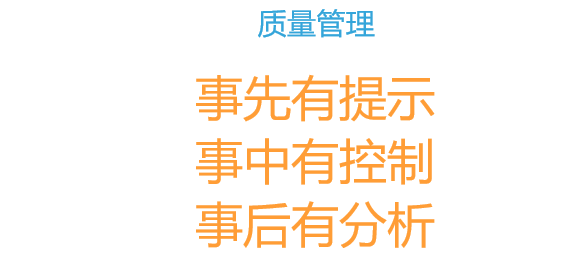 质量管理
事先有提示
事中有控制
事后有分析